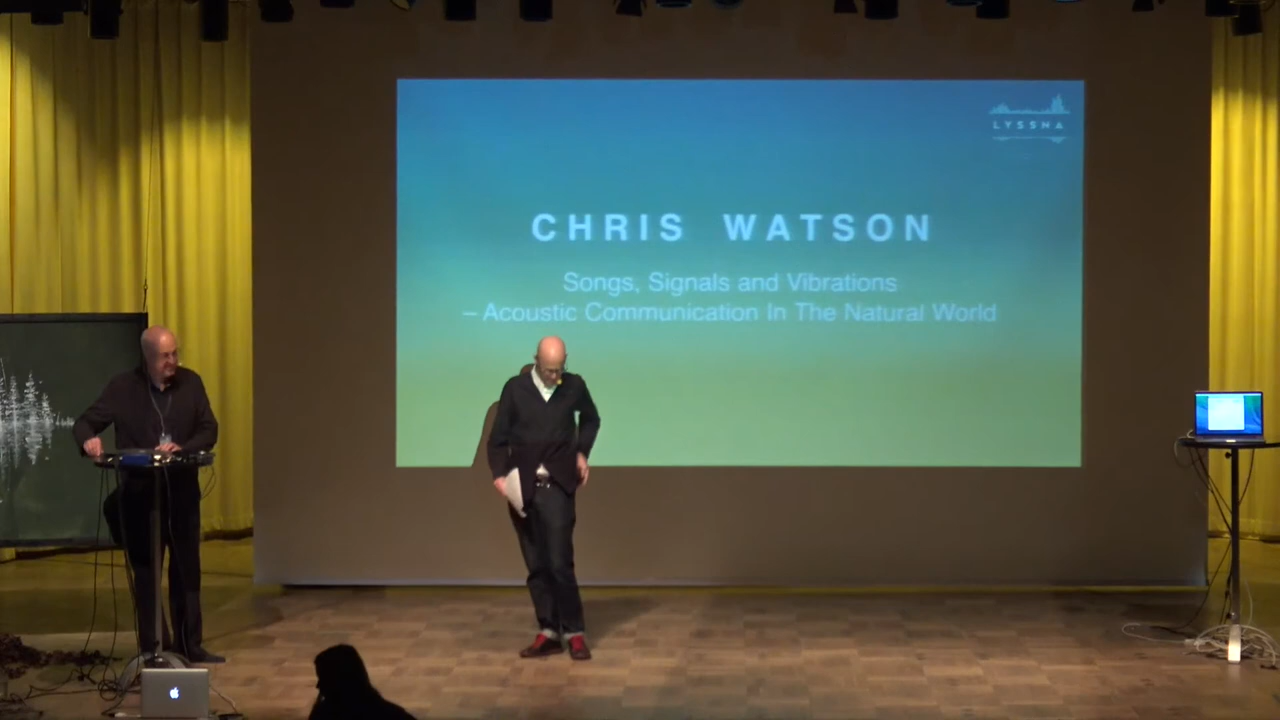 LYSSNA
CHRIS WATSON
Songs, Signals and Vibrations
– Acoustic Communication In The Natural World